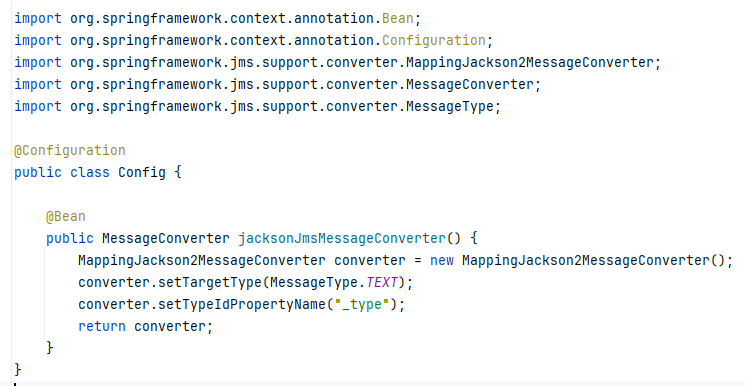 import org.springframework.context.annotation.Bean;
import org.springframework.context.annotation.Configuration;
import org.springframework.jms.support.converter.MappingJackson2MessageConverter;
import org.springframework.jms.support.converter.MessageConverter;
import org.springframework.jms.support.converter.MessageType;

@Configuration
public class Config {

    @Bean
    public MessageConverter jacksonJmsMessageConverter() {
        MappingJackson2MessageConverter converter = new MappingJackson2MessageConverter();
        converter.setTargetType(MessageType.TEXT);
        converter.setTypeIdPropertyName("_type");
        return converter;
    }
}